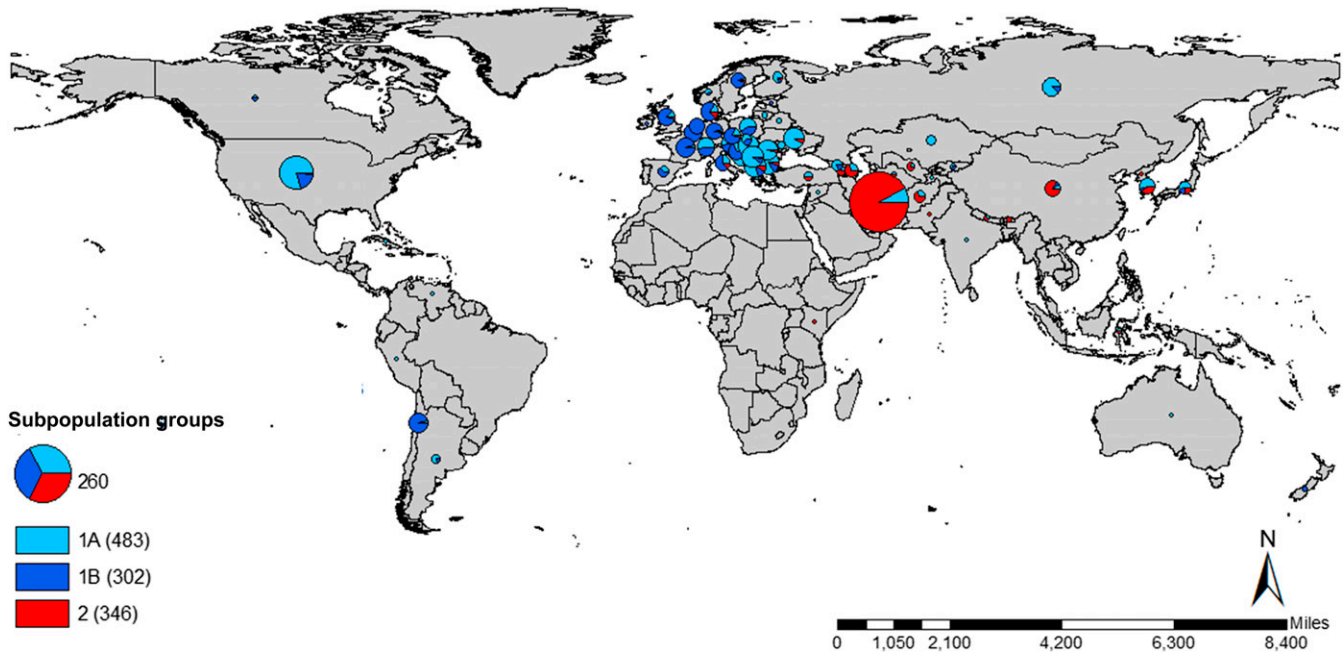 Subpopulation groups
260
1A (483)
1B (302)
2 (346)
N
Miles
0 1,050 2,100 4,200 6,300 8,400